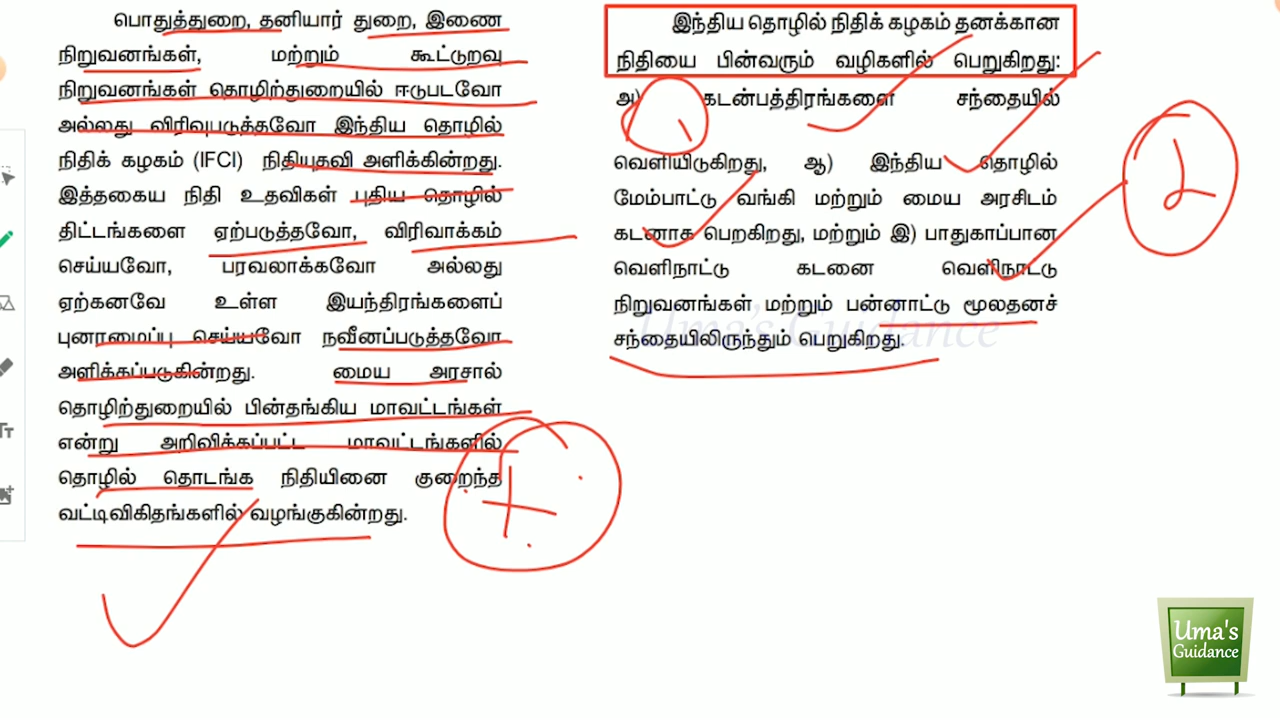 பொதுத்துறை, தனியார் துறை, இணை
நிறுவனங்கள், மற்றும் கூட்டுறவு
நிறுவனங்கள் தொழிற்துறையில் ஈடுபடவோ
அல்லது விரிவுபடுத்தவோ இந்திய தொழில்
நிதிக் கழகம் (IFCI) நிதியுதவி அளிக்கின்றது.
இத்தகைய நிதி உதவிகள் புதிய தொழில்
திட்டங்களை ஏற்படுத்தவோ, விரிவாக்கம்
செய்யவோ, பரவலாக்கவோ அல்லது
ஏற்கனவே உள்ள இயந்திரங்களைப்
புனரமைப்பு செய்யவோ நவீனப்படுத்தவோ
அளிக்கப்படுகின்றது. மைய அரசால்
தொழிற்துறையில் பின்தங்கிய மாவட்டங்கள்
என்று அறிவிக்கப்பட்ட மாவட்டங்களில்
தொழில் தொடங்க நிதியினை குறைந்த
வட்டிவிகிதங்களில் வழங்குகின்றது.
இந்திய தொழில் நிதிக் கழகம் தனக்கான
நிதியை பின்வரும் வழிகளில் பெறுகிறது:
அ) கடன்பத்திரங்களை சந்தையில்
வெளியிடுகிறது, ஆ) இந்திய தொழில்
மேம்பாட்டு வங்கி மற்றும் மைய அரசிடம்
கடனாக பெறகிறது, மற்றும் இ) பாதுகாப்பான
வெளிநாட்டு கடனை வெளிநாட்டு
நிறுவனங்கள் மற்றும் பன்னாட்டு மூலதனச்
சந்தையிலிருந்தும் பெறுகிறது.
Uma's Guidance
Uma's
Guidance